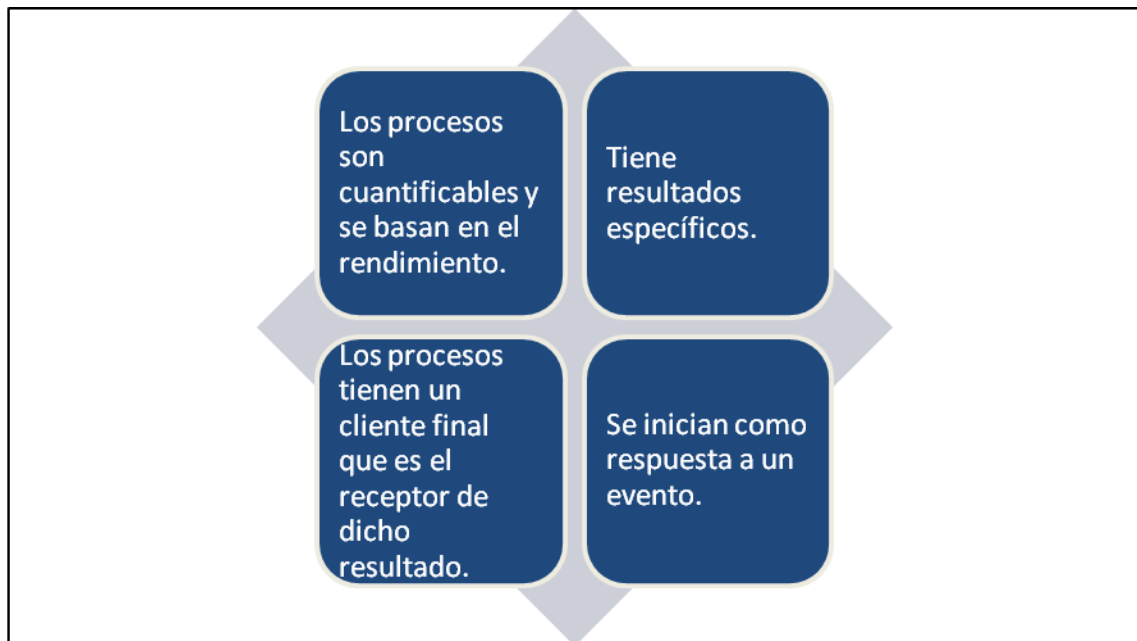 Los procesos
son
cuantificables y
se basan en el
rendimiento.
Tiene
resultados
específicos.
Los procesos
tienen un
cliente final
que es el
receptor de
dicho
resultado.
Se inician como
respuesta a un
evento.